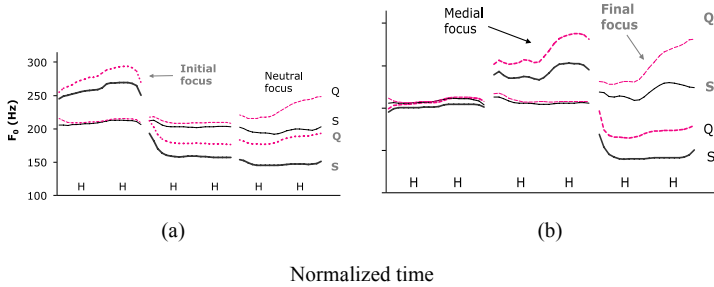 300
250
200
150
100
F0 (Hz)
Initial
focus
Neutral
focus
Q
S
Q
S
H H H H H H
(a)
Medial
focus
Final
focus
Q
S
Q
S
H H H H H H
(b)
Normalized time